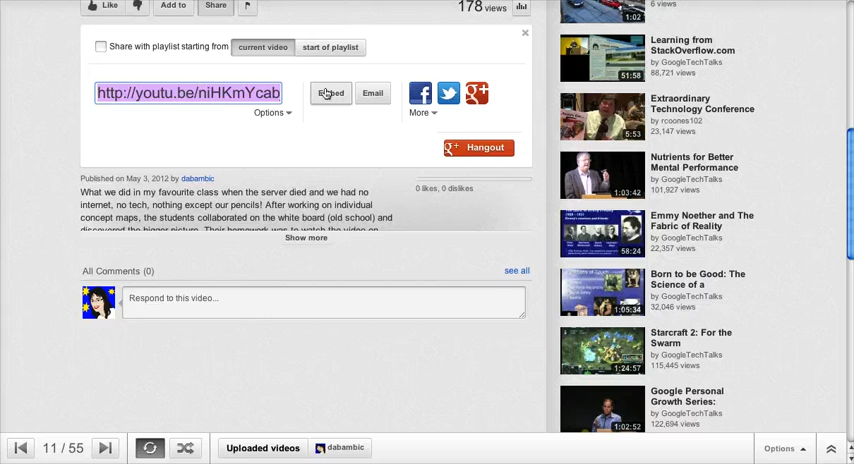 Like
Add to
Share
178 views
Share with playlist starting from current video start of playlist
http://youtu.be/niHKmYcab
Embed
Email
Options
More
Hangout
Published on May 3, 2012 by dabambic
0 likes, 0 dislikes
What we did in my favourite class when the server died and we had no
internet, no tech, nothing except our pencils! After working on individual
concept maps, the students collaborated on the white board (old school) and
discovered the bigger picture. Their homework was to watch the video on
Show more
All Comments (0)
see all
Respond to this video...
6 views
1:02
Learning from
StackOverflow.com
by GoogleTechTalks
88,721 views
51:58
Extraordinary
Technology Conference
by rcoones102
23,147 views
5:53
Nutrients for Better
Mental Performance
by GoogleTechTalks
101,927 views
1:03:42
Emmy Noether and The
Fabric of Reality
by GoogleTechTalks
22,357 views
58:24
Born to be Good: The
Science of a
by GoogleTechTalks
32,046 views
1:05:34
Starcraft 2: For the
Swarm
by GoogleTechTalks
115,445 views
1:24:57
Google Personal
Growth Series:
by GoogleTechTalks
122,694 views
1:02:52
11 / 55
Uploaded videos
dabambic
Options